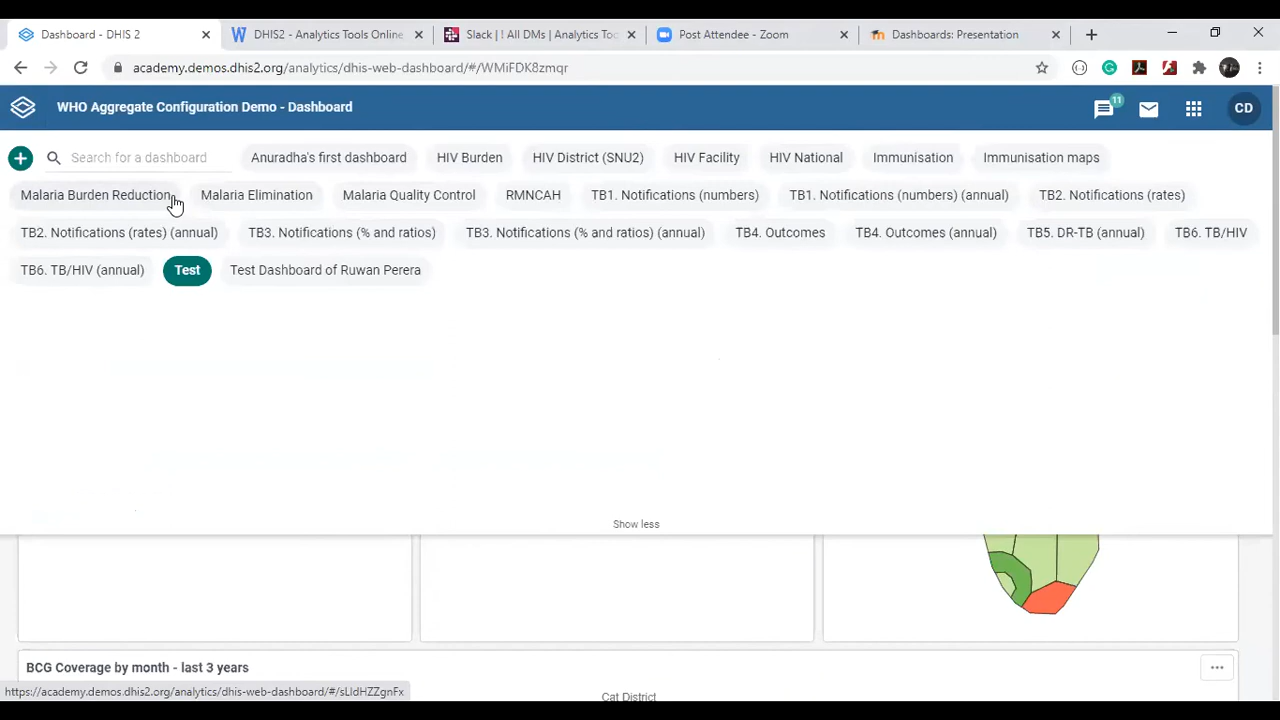 Dashboard - DHIS 2
DHIS2 - Analytics Tools Online
Slack | ! All DMs | Analytics Too
Post Attendee - Zoom
Dashboards: Presentation
academy.demos.dhis2.org/analytics/dhis-web-dashboard/#/WMiFDK8zmqr
WHO Aggregate Configuration Demo - Dashboard
11
CD
Search for a dashboard
Anuradha's first dashboard
HIV Burden
HIV District (SNU2)
HIV Facility
HIV National
Immunisation
Immunisation maps
Malaria Burden Reduction
Malaria Elimination
Malaria Quality Control
RMNCAH
TB1. Notifications (numbers)
TB1. Notifications (numbers) (annual)
TB2. Notifications (rates)
TB2. Notifications (rates) (annual)
TB3. Notifications (% and ratios)
TB3. Notifications (% and ratios) (annual)
TB4. Outcomes
TB4. Outcomes (annual)
TB5. DR-TB (annual)
TB6. TB/HIV
TB6. TB/HIV (annual)
Test
Test Dashboard of Ruwan Perera
Show less
BCG Coverage by month - last 3 years
Cat District
https://academy.demos.dhis2.org/analytics/dhis-web-dashboard/#/sLldHZZgnFx